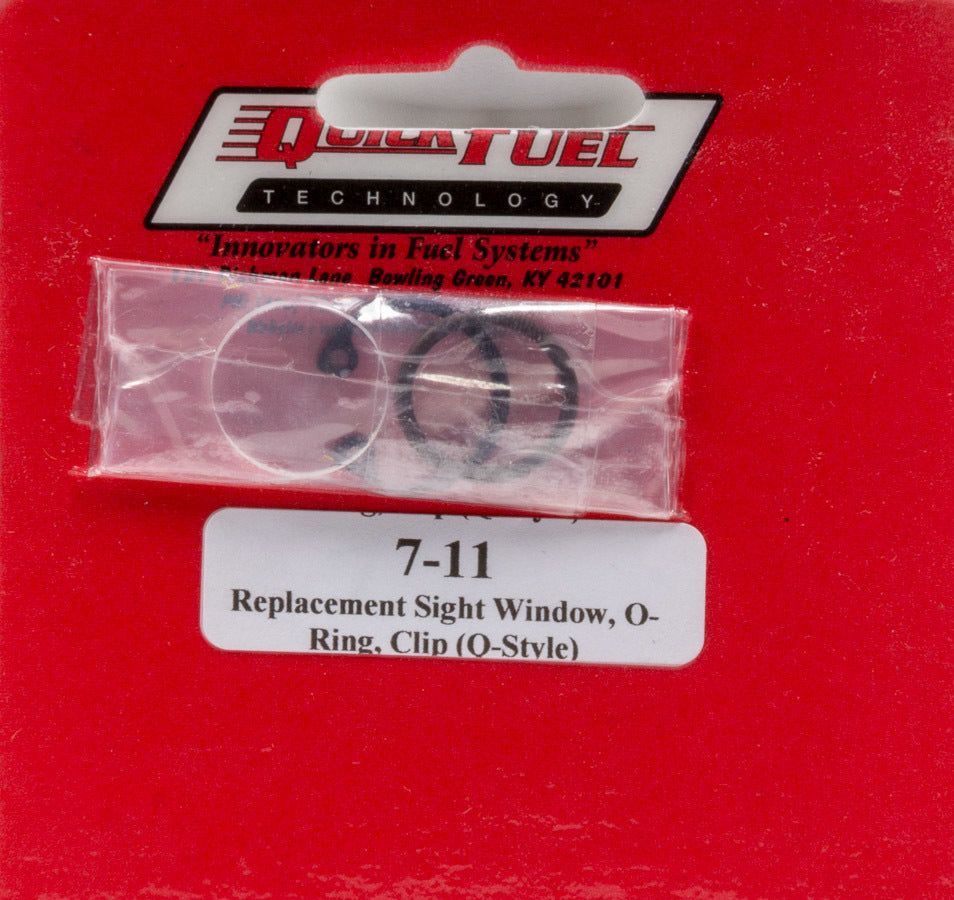 QUICK FUEL
TECHNOLOGY
"Innovators in Fuel Systems"
Lane, Bowling Green, KY 42101
7-11
Replacement Sight Window, O-
Ring, Clip (Q-Style)